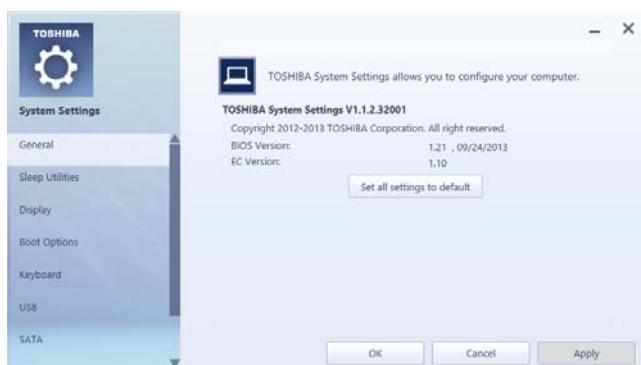 TOSHIBA
System Settings
General
Sleep Utilities
Display
Boot Options
Keyboard
USB
SATA
TOSHIBA System Settings allows you to configure your computer.
TOSHIBA System Settings V1.1.2.32001
Copyright 2012-2013 TOSHIBA Corporation. All right reserved.
BIOS Version: 1.21 , 09/24/2013
EC Version: 1.10
Set all settings to default
OK Cancel Apply